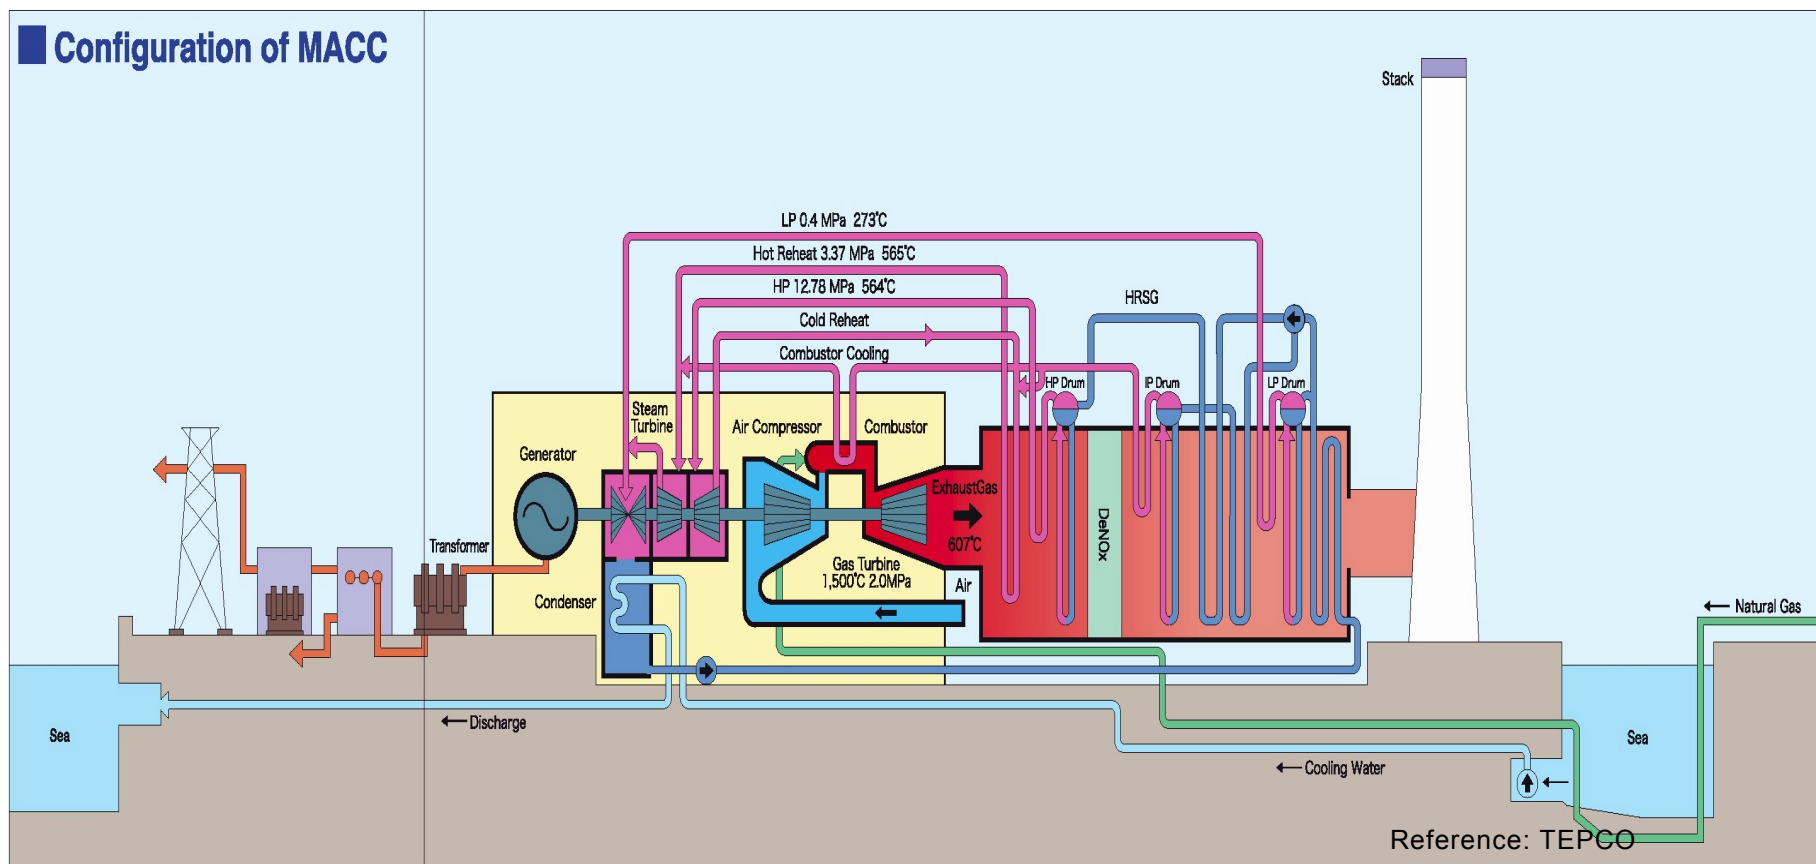 Configuration of MACC
Stack
LP 0.4 MPa 273°C
Hot Reheat 3.37 MPa 565°C
HP 12.78 MPa 564°C
HRSG
Cold Reheat
Combustor Cooling
HP Drum
IP Drum
LP Drum
Steam
Turbine
Air Compressor
Combustor
Generator
ExhaustGas
607°C
DeNOx
Transformer
Gas Turbine
1,500°C 2.0MPa
Air
Condenser
← Natural Gas
← Discharge
Sea
Sea
← Cooling Water
Reference: TEPCO